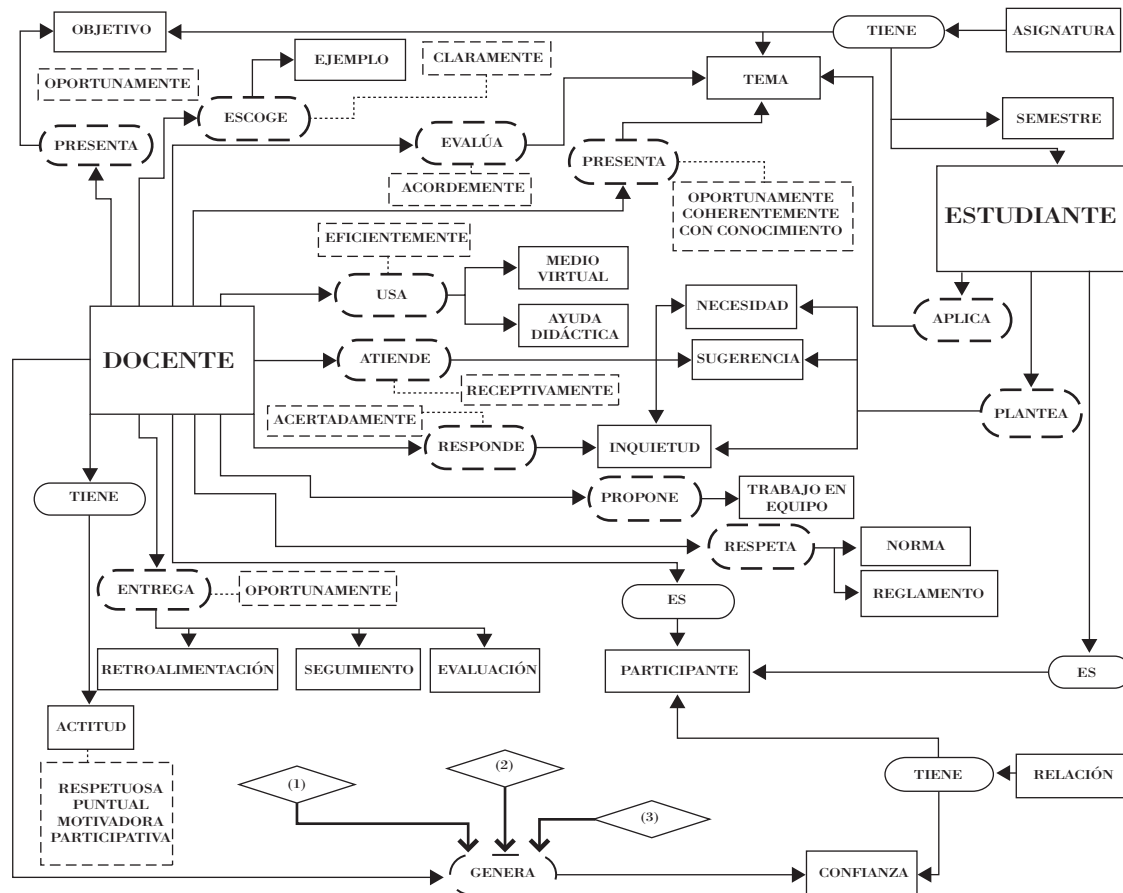 OBJETIVO
TIENE
ASIGNATURA
CLARAMENTE
EJEMPLO
OPORTUNAMENTE
TEMA
ESCOGE
SEMESTRE
PRESENTA
EVALÚA
PRESENTA
ACORDEMENTE
OPORTUNAMENTE
COHERENTEMENTE
CON CONOCIMIENTO
ESTUDIANTE
EFICIENTEMENTE
MEDIO
VIRTUAL
USA
NECESIDAD
AYUDA
DIDÁCTICA
APLICA
DOCENTE
ATIENDE
SUGERENCIA
RECEPTIVAMENTE
PLANTEA
ACERTADAMENTE
RESPONDE
INQUIETUD
TIENE
PROPONE
TRABAJO EN
EQUIPO
RESPETA
NORMA
ENTREGA
OPORTUNAMENTE
REGLAMENTO
ES
RETROALIMENTACIÓN
SEGUIMIENTO
EVALUACIÓN
PARTICIPANTE
ES
ACTITUD
RESPETUOSA
PUNTUAL
MOTIVADORA
PARTICIPATIVA
(1)
(2)
(3)
TIENE
RELACIÓN
GENERA
CONFIANZA